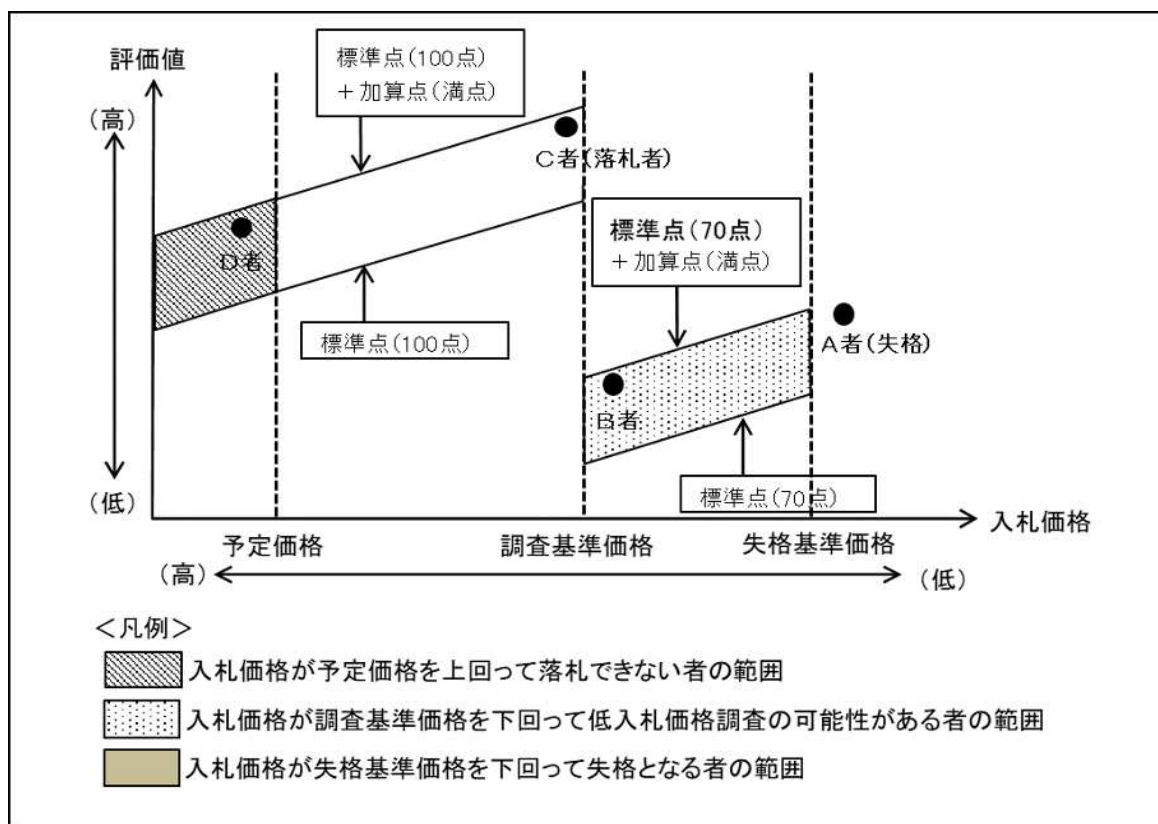 評価値
(高)
標準点(100点)
＋加算点(満点)
C者(落札者)
D者
標準点(70点)
＋加算点(満点)
標準点(100点)
A者(失格)
B者
標準点(70点)
(低)
入札価格
予定価格
調査基準価格
失格基準価格
(高)
(低)
＜凡例＞
入札価格が予定価格を上回って落札できない者の範囲
入札価格が調査基準価格を下回って低入札価格調査の可能性がある者の範囲
入札価格が失格基準価格を下回って失格となる者の範囲